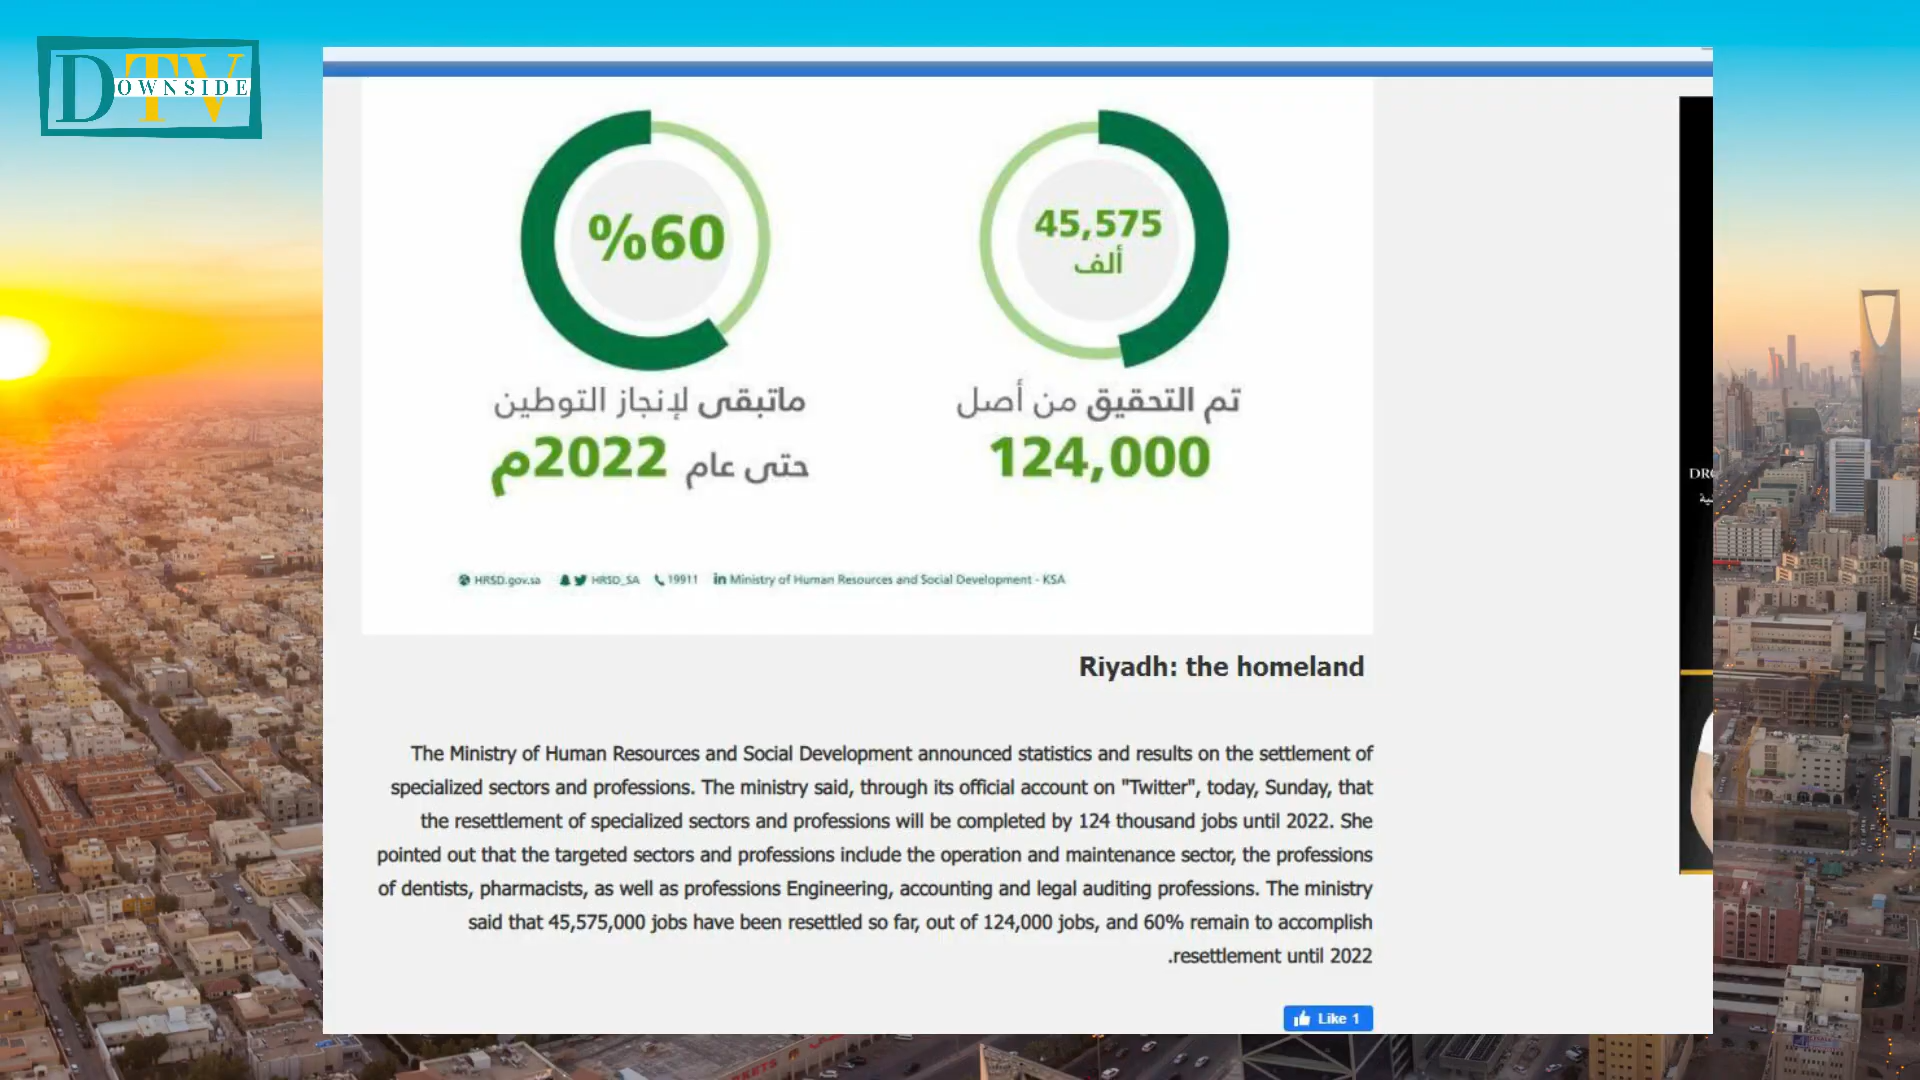 DTV
OWNSIDE
%60
45,575
ألف
ماتبقى لإنجاز التوطين
حتى عام 2022م
تم التحقيق من أصل
124,000
HRSD.gov.sa HRSD_SA 19911 in Ministry of Human Resources and Social Development - KSA
Riyadh: the homeland
The Ministry of Human Resources and Social Development announced statistics and results on the settlement of
specialized sectors and professions. The ministry said, through its official account on "Twitter", today, Sunday, that
the resettlement of specialized sectors and professions will be completed by 124 thousand jobs until 2022. She
pointed out that the targeted sectors and professions include the operation and maintenance sector, the professions
of dentists, pharmacists, as well as professions Engineering, accounting and legal auditing professions. The ministry
said that 45,575,000 jobs have been resettled so far, out of 124,000 jobs, and 60% remain to accomplish
.resettlement until 2022
Like 1